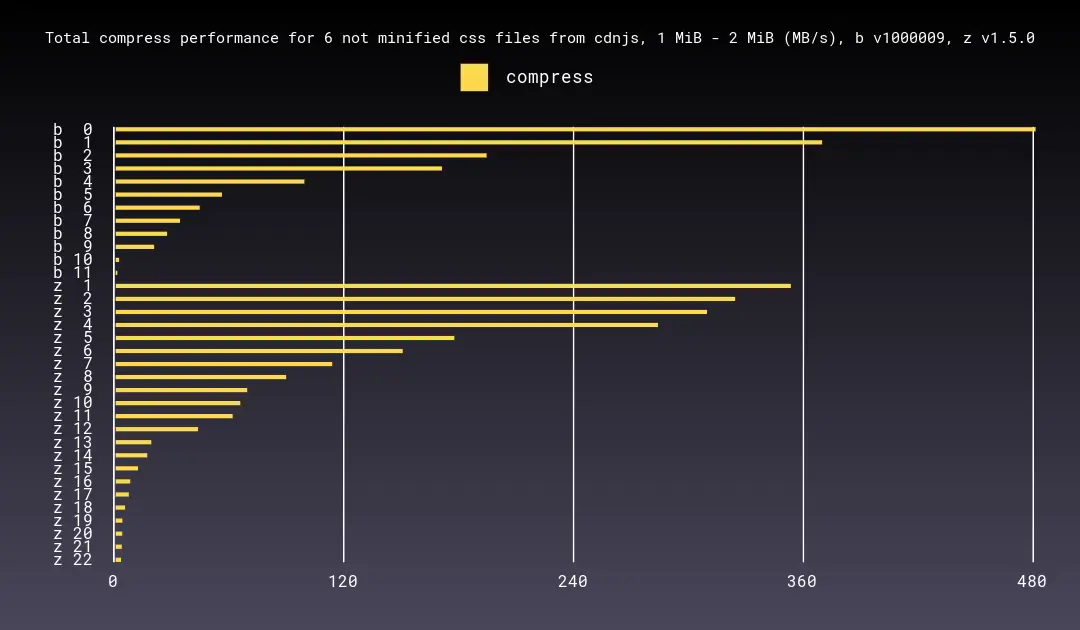 Total compress performance for 6 not minified css files from cdnjs, 1 MiB - 2 MiB (MB/s), b v1000009, z v1.5.0
compress
b 0
b 1
b 2
b 3
b 4
b 5
b 6
b 7
b 8
b 9
b 10
b 11
z 1
z 2
z 3
z 4
z 5
z 6
z 7
z 8
z 9
z 10
z 11
z 12
z 13
z 14
z 15
z 16
z 17
z 18
z 19
z 20
z 21
z 22
0 120 240 360 480